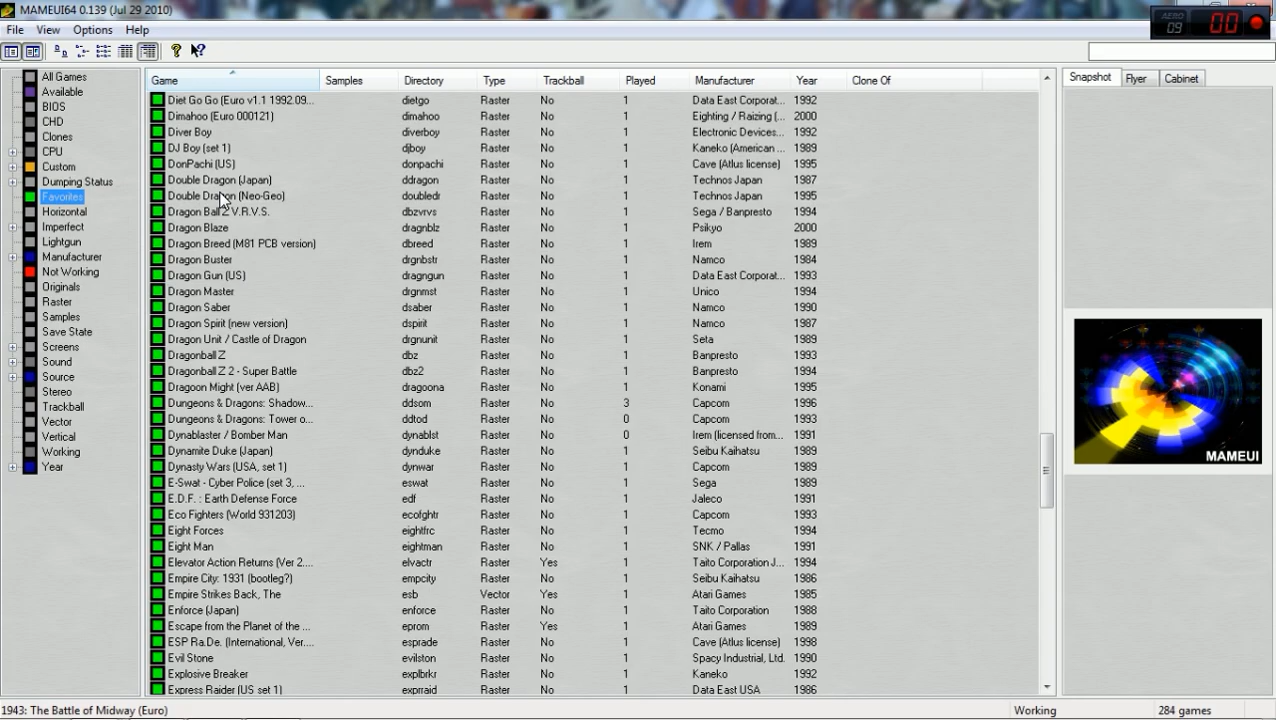 MAMEUI64 0.139 (Jul 29 2010)
AERO 09 00
File View Options Help
All Games
Available
BIOS
CHD
Clones
CPU
Custom
Dumping Status
Favorites
Horizontal
Imperfect
Lightgun
Manufacturer
Not Working
Originals
Raster
Samples
Save State
Screens
Sound
Source
Stereo
Trackball
Vector
Vertical
Working
Year
Game Samples Directory Type Trackball Played Manufacturer Year Clone Of
Diet Go Go (Euro v1.1 1992.09... dietgo Raster No 1 Data East Corporat... 1992
Dimahoo (Euro 000121) dimahoo Raster No 1 Eighting / Raizing (... 2000
Diver Boy diverboy Raster No 1 Electronic Devices... 1992
DJ Boy (set 1) djboy Raster No 1 Kaneko (American ... 1989
DonPachi (US) donpachi Raster No 1 Cave (Atlus license) 1995
Double Dragon (Japan) ddragon Raster No 1 Technos Japan 1987
Double Dragon (Neo-Geo) doubledr Raster No 1 Technos Japan 1995
Dragon Ball Z V.R.V.S. dbzvrvs Raster No 1 Sega / Banpresto 1994
Dragon Blaze dragnblz Raster No 1 Psikyo 2000
Dragon Breed (M81 PCB version) dbreed Raster No 1 Irem 1989
Dragon Buster drgnbstr Raster No 1 Namco 1984
Dragon Gun (US) dragngun Raster No 1 Data East Corporat... 1993
Dragon Master drgnmst Raster No 1 Unico 1994
Dragon Saber dsaber Raster No 1 Namco 1990
Dragon Spirit (new version) dspirit Raster No 1 Namco 1987
Dragon Unit / Castle of Dragon drgnunit Raster No 1 Seta 1989
Dragonball Z dbz Raster No 1 Banpresto 1993
Dragonball Z 2 - Super Battle dbz2 Raster No 1 Banpresto 1994
Dragoon Might (ver AAB) dragoona Raster No 1 Konami 1995
Dungeons & Dragons: Shadow... ddsom Raster No 3 Capcom 1996
Dungeons & Dragons: Tower o... ddtod Raster No 0 Capcom 1993
Dynablaster / Bomber Man dynablst Raster No 0 Irem (licensed from... 1991
Dynamite Duke (Japan) dynduke Raster No 1 Seibu Kaihatsu 1989
Dynasty Wars (USA, set 1) dynwar Raster No 1 Capcom 1989
E-Swat - Cyber Police (set 3, ... eswat Raster No 1 Sega 1989
E.D.F. : Earth Defense Force edf Raster No 1 Jaleco 1991
Eco Fighters (World 931203) ecofghtr Raster No 1 Capcom 1993
Eight Forces eightfrc Raster No 1 Tecmo 1994
Eight Man eightman Raster No 1 SNK / Pallas 1991
Elevator Action Returns (Ver 2.... elvactr Raster Yes 1 Taito Corporation J... 1994
Empire City: 1931 (bootleg?) empcity Raster No 1 Seibu Kaihatsu 1986
Empire Strikes Back, The esb Vector Yes 1 Atari Games 1985
Enforce (Japan) enforce Raster No 1 Taito Corporation 1988
Escape from the Planet of the ... eprom Raster Yes 1 Atari Games 1989
ESP Ra.De. (International, Ver.... esprade Raster No 1 Cave (Atlus license) 1998
Evil Stone evilston Raster No 1 Spacy Industrial, Ltd. 1990
Explosive Breaker explbrkr Raster No 1 Kaneko 1992
Express Raider (US set 1) exprraid Raster No 1 Data East USA 1986
Snapshot Flyer Cabinet
MAMEUI
1943: The Battle of Midway (Euro) Working 284 games